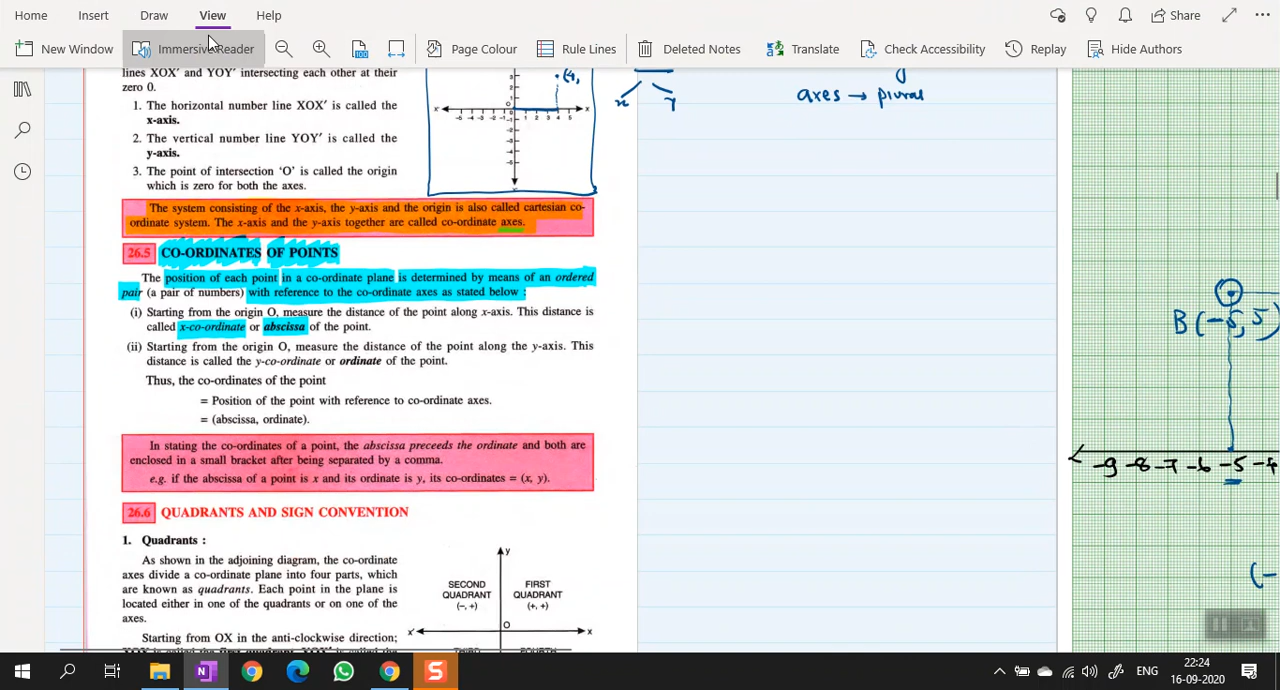 Home Insert Draw View Help Share
New Window Immersive Reader Page Colour Rule Lines Deleted Notes Translate Check Accessibility Replay Hide Authors
lines XOX' and YOY' intersecting each other at their
zero 0.
1. The horizontal number line XOX' is called the
x-axis.
2. The vertical number line YOY' is called the
y-axis.
3. The point of intersection 'O' is called the origin
which is zero for both the axes.
(4,
x y
axes → plural
The system consisting of the x-axis, the y-axis and the origin is also called cartesian co-
ordinate system. The x-axis and the y-axis together are called co-ordinate axes.
26.5 CO-ORDINATES OF POINTS
The position of each point in a co-ordinate plane is determined by means of an ordered
pair (a pair of numbers) with reference to the co-ordinate axes as stated below :
(i) Starting from the origin O, measure the distance of the point along x-axis. This distance is
called x-co-ordinate or abscissa of the point.
(ii) Starting from the origin O, measure the distance of the point along the y-axis. This
distance is called the y-co-ordinate or ordinate of the point.
Thus, the co-ordinates of the point
= Position of the point with reference to co-ordinate axes.
= (abscissa, ordinate).
In stating the co-ordinates of a point, the abscissa preceeds the ordinate and both are
enclosed in a small bracket after being separated by a comma.
e.g. if the abscissa of a point is x and its ordinate is y, its co-ordinates = (x, y).
26.6 QUADRANTS AND SIGN CONVENTION
1. Quadrants :
As shown in the adjoining diagram, the co-ordinate
axes divide a co-ordinate plane into four parts, which
are known as quadrants. Each point in the plane is
located either in one of the quadrants or on one of the
axes.
Starting from OX in the anti-clockwise direction;
y
SECOND QUADRANT (–, +)
FIRST QUADRANT (+, +)
O
x' x
THIRD FOURTH
B(-5, 5)
-9 -8 -7 -6 -5 -4
(-
ENG
22:24
16-09-2020